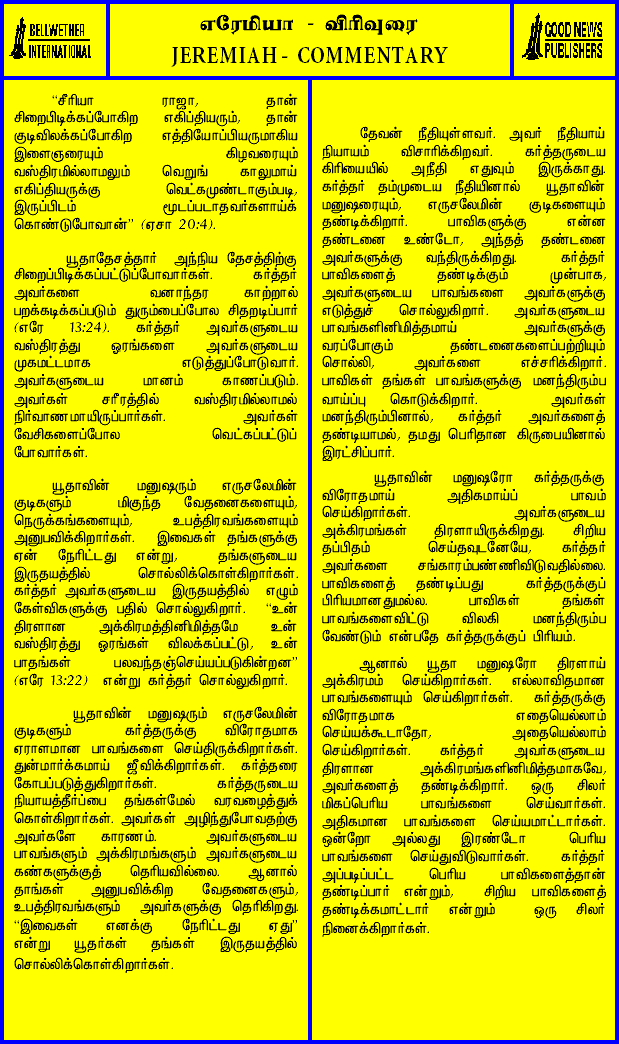 BELLWETHER
INTERNATIONAL
எரேமியா - விரிவுரை
JEREMIAH - COMMENTARY
GOOD NEWS
PUBLISHERS
“சீரியா ராஜா, தான்
சிறைபிடிக்கப்போகிற எகிப்தியரும், தான்
குடிவிலக்கப்போகிற எத்தியோப்பியருமாகிய
இளைஞரையும் கிழவரையும்
வஸ்திரமில்லாமலும் வெறுங் காலுமாய்
எகிப்தியருக்கு வெட்கமுண்டாகும்படி,
இருப்பிடம் மூடப்படாதவர்களாய்க்
கொண்டுபோவான்” (ஏசா 20:4).
யூதாதேசத்தார் அந்நிய தேசத்திற்கு
சிறைப்பிடிக்கப்பட்டுப்போவார்கள். கர்த்தர்
அவர்களை வனாந்தர காற்றால்
பறக்கடிக்கப்படும் துரும்பைப்போல சிதறடிப்பார்
(எரே 13:24). கர்த்தர் அவர்களுடைய
வஸ்திரத்து ஓரங்களை அவர்களுடைய
முகமட்டமாக எடுத்துப்போடுவார்.
அவர்களுடைய மானம் காணப்படும்.
அவர்கள் சரீரத்தில் வஸ்திரமில்லாமல்
நிர்வாணமாயிருப்பார்கள். அவர்கள்
வேசிகளைப்போல வெட்கப்பட்டுப்
போவார்கள்.
யூதாவின் மனுஷரும் எருசலேமின்
குடிகளும் மிகுந்த வேதனைகளையும்,
நெருக்கங்களையும், உபத்திரவங்களையும்
அனுபவிக்கிறார்கள். இவைகள் தங்களுக்கு
ஏன் நேரிட்டது என்று, தங்களுடைய
இருதயத்தில் சொல்லிக்கொள்கிறார்கள்.
கர்த்தர் அவர்களுடைய இருதயத்தில் எழும்
கேள்விகளுக்கு பதில் சொல்லுகிறார். “உன்
திரளான அக்கிரமத்தினிமித்தமே உன்
வஸ்திரத்து ஓரங்கள் விலக்கப்பட்டு, உன்
பாதங்கள் பலவந்தஞ்செய்யப்படுகின்றன”
(எரே 13:22) என்று கர்த்தர் சொல்லுகிறார்.
யூதாவின் மனுஷரும் எருசலேமின்
குடிகளும் கர்த்தருக்கு விரோதமாக
ஏராளமான பாவங்களை செய்திருக்கிறார்கள்.
துன்மார்க்கமாய் ஜீவிக்கிறார்கள். கர்த்தரை
கோபப்படுத்துகிறார்கள். கர்த்தருடைய
நியாயத்தீர்ப்பை தங்கள்மேல் வரவழைத்துக்
கொள்கிறார்கள். அவர்கள் அழிந்துபோவதற்கு
அவர்களே காரணம். அவர்களுடைய
பாவங்களும் அக்கிரமங்களும் அவர்களுடைய
கண்களுக்குத் தெரியவில்லை. ஆனால்
தாங்கள் அனுபவிக்கிற வேதனைகளும்,
உபத்திரவங்களும் அவர்களுக்கு தெரிகிறது.
“இவைகள் எனக்கு நேரிட்டது ஏது”
என்று யூதர்கள் தங்கள் இருதயத்தில்
சொல்லிக்கொள்கிறார்கள்.
தேவன் நீதியுள்ளவர். அவர் நீதியாய்
நியாயம் விசாரிக்கிறவர். கர்த்தருடைய
கிரியையில் அநீதி எதுவும் இருக்காது.
கர்த்தர் தம்முடைய நீதியினால் யூதாவின்
மனுஷரையும், எருசலேமின் குடிகளையும்
தண்டிக்கிறார். பாவிகளுக்கு என்ன
தண்டனை உண்டோ, அந்தத் தண்டனை
அவர்களுக்கு வந்திருக்கிறது. கர்த்தர்
பாவிகளைத் தண்டிக்கும் முன்பாக,
அவர்களுடைய பாவங்களை அவர்களுக்கு
எடுத்துச் சொல்லுகிறார். அவர்களுடைய
பாவங்களினிமித்தமாய் அவர்களுக்கு
வரப்போகும் தண்டனைகளைப்பற்றியும்
சொல்லி, அவர்களை எச்சரிக்கிறார்.
பாவிகள் தங்கள் பாவங்களுக்கு மனந்திரும்ப
வாய்ப்பு கொடுக்கிறார். அவர்கள்
மனந்திரும்பினால், கர்த்தர் அவர்களைத்
தண்டியாமல், தமது பெரிதான கிருபையினால்
இரட்சிப்பார்.
யூதாவின் மனுஷரோ கர்த்தருக்கு
விரோதமாய் அதிகமாய்ப் பாவம்
செய்கிறார்கள். அவர்களுடைய
அக்கிரமங்கள் திரளாயிருக்கிறது. சிறிய
தப்பிதம் செய்தவுடனேயே, கர்த்தர்
அவர்களை சங்காரம்பண்ணிவிடுவதில்லை.
பாவிகளைத் தண்டிப்பது கர்த்தருக்குப்
பிரியமானதுமல்ல. பாவிகள் தங்கள்
பாவங்களைவிட்டு விலகி மனந்திரும்ப
வேண்டும் என்பதே கர்த்தருக்குப் பிரியம்.
ஆனால் யூதா மனுஷரோ திரளாய்
அக்கிரமம் செய்கிறார்கள். எல்லாவிதமான
பாவங்களையும் செய்கிறார்கள். கர்த்தருக்கு
விரோதமாக எதையெல்லாம்
செய்யக்கூடாதோ, அதையெல்லாம்
செய்கிறார்கள். கர்த்தர் அவர்களுடைய
திரளான அக்கிரமங்களினிமித்தமாகவே,
அவர்களைத் தண்டிக்கிறார். ஒரு சிலர்
மிகப்பெரிய பாவங்களை செய்வார்கள்.
அதிகமான பாவங்களை செய்யமாட்டார்கள்.
ஒன்றோ அல்லது இரண்டோ பெரிய
பாவங்களை செய்துவிடுவார்கள். கர்த்தர்
அப்படிப்பட்ட பெரிய பாவிகளைத்தான்
தண்டிப்பார் என்றும், சிறிய பாவிகளைத்
தண்டிக்கமாட்டார் என்றும் ஒரு சிலர்
நினைக்கிறார்கள்.